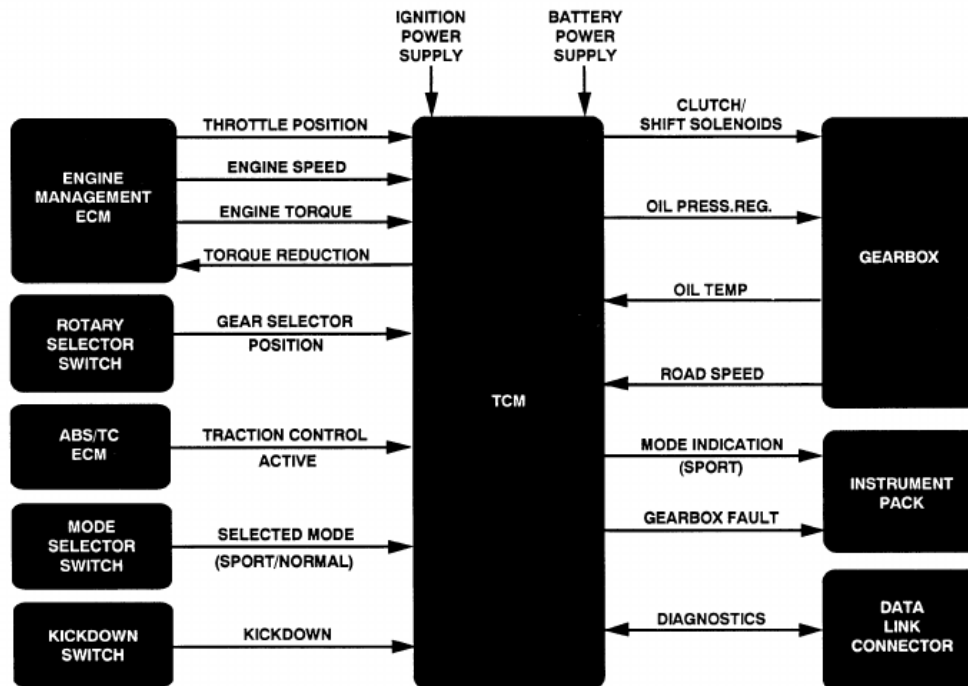 IGNITION
POWER
SUPPLY
BATTERY
POWER
SUPPLY
ENGINE
MANAGEMENT
ECM
THROTTLE POSITION
ENGINE SPEED
ENGINE TORQUE
TORQUE REDUCTION
ROTARY
SELECTOR
SWITCH
GEAR SELECTOR
POSITION
ABS/TC
ECM
TRACTION CONTROL
ACTIVE
MODE
SELECTOR
SWITCH
SELECTED MODE
(SPORT/NORMAL)
KICKDOWN
SWITCH
KICKDOWN
TCM
CLUTCH/
SHIFT SOLENOIDS
OIL PRESS.REG.
OIL TEMP
ROAD SPEED
GEARBOX
MODE INDICATION
(SPORT)
GEARBOX FAULT
INSTRUMENT
PACK
DIAGNOSTICS
DATA
LINK
CONNECTOR